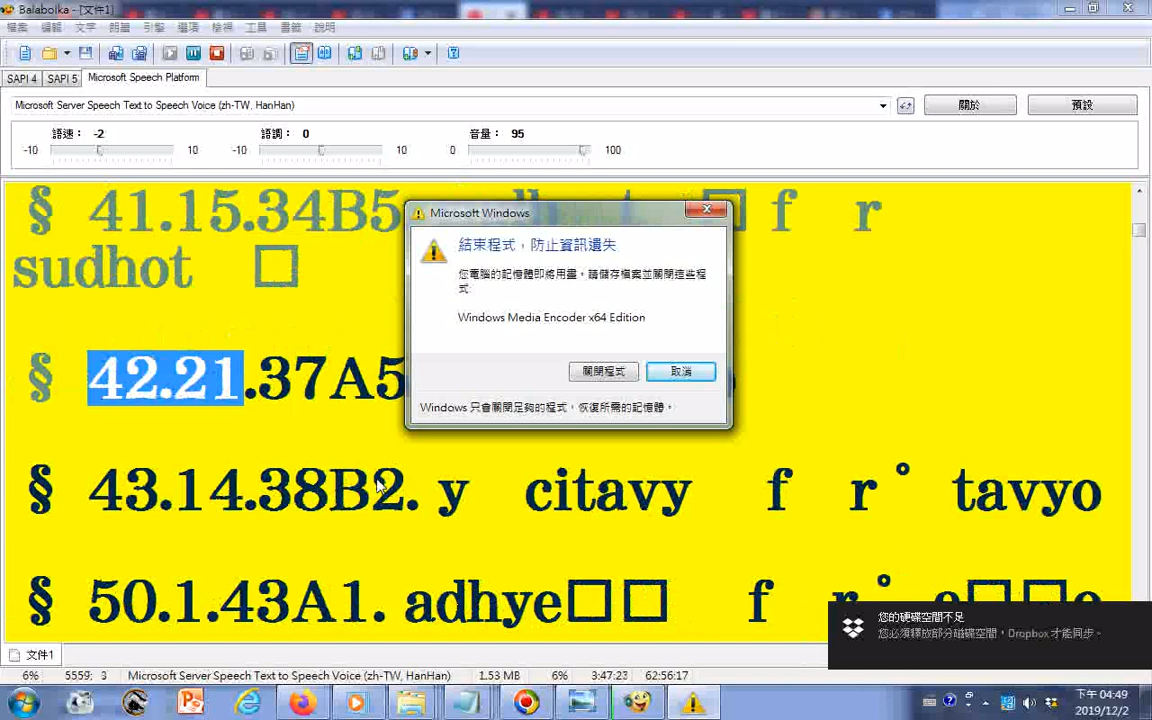 Balabolka - [文件1]
檔案 編輯 文字 朗讀 引擎 選項 檢視 工具 書籤 說明
SAPI 4 SAPI 5 Microsoft Speech Platform
Microsoft Server Speech Text to Speech Voice (zh-TW, HanHan) 關於 預設
語速： -2 語調： 0 音量： 95
-10 10 -10 10 0 100
§ 41.15.34B5 □ f r
sudhot □
§ 42.21.37A5
§ 43.14.38B2. y citavy f r° tavyo
§ 50.1.43A1. adhye□□ f r° a□□o
Microsoft Windows
結束程式，防止資訊遺失
您電腦的記憶體即將用盡。請儲存檔案並關閉這些程
式:
Windows Media Encoder x64 Edition
關閉程式 取消
Windows 只會關閉足夠的程式，恢復所需的記憶體。
您的硬碟空間不足
您必須釋放部分磁碟空間，Dropbox 才能同步。
文件1
6% 5559: 3 Microsoft Server Speech Text to Speech Voice (zh-TW, HanHan) 1.53 MB 6% 3:47:23 62:56:17
下午 04:49
2019/12/2